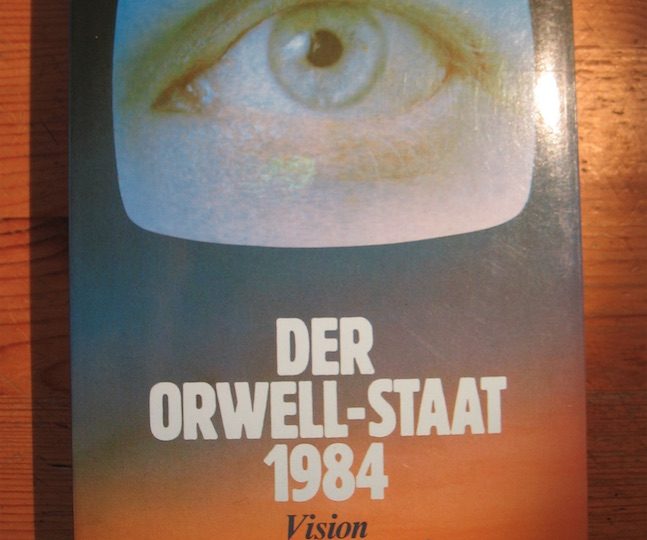 DER
ORWELL-STAAT
1984
Vision